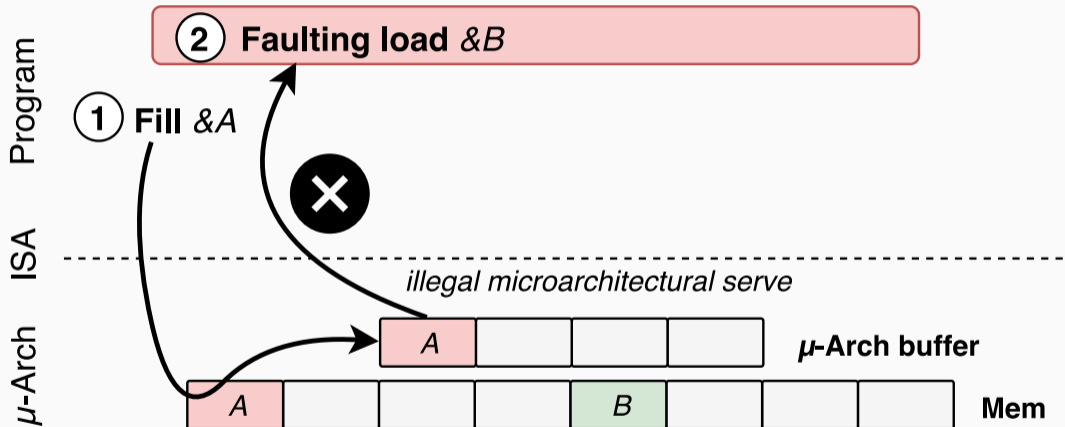 Program
② Faulting load &B
① Fill &A
ISA
illegal microarchitectural serve
μ-Arch
A
μ-Arch buffer
A
B
Mem